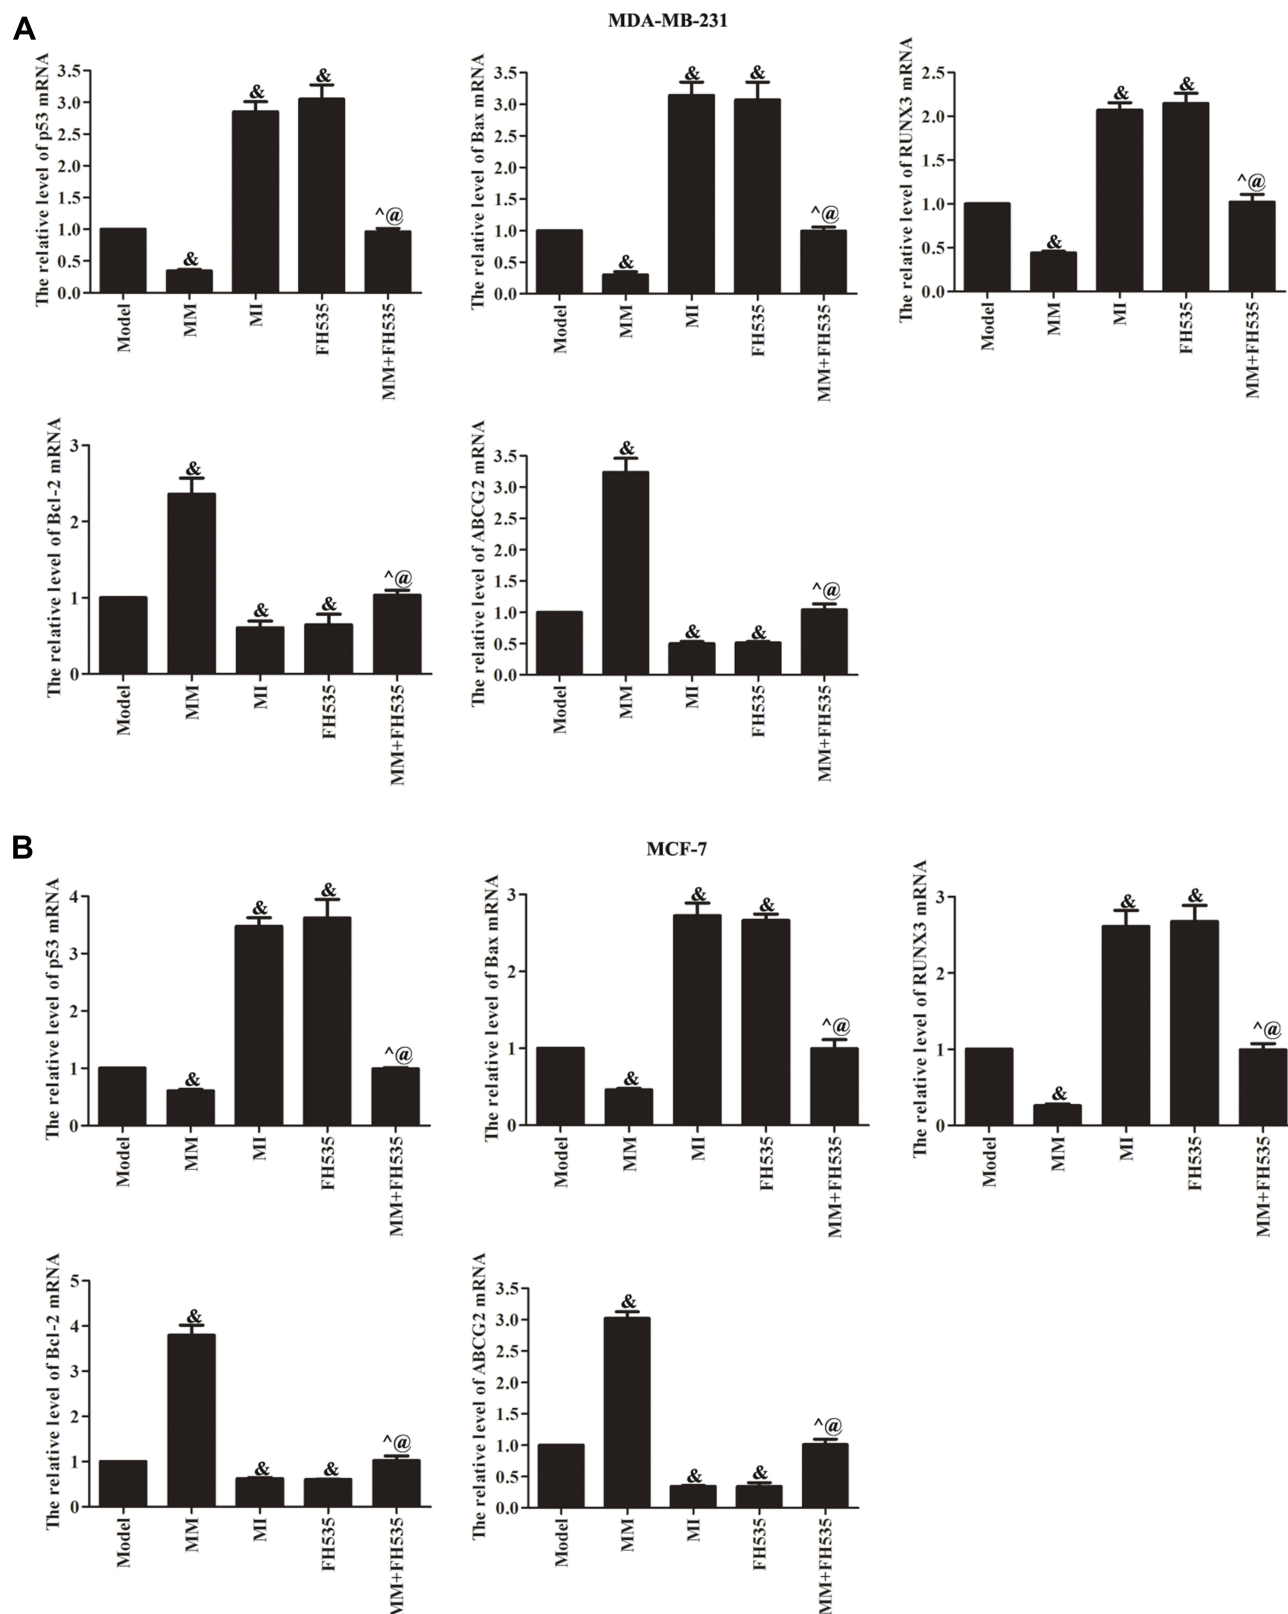 A
MDA-MB-231
The relative level of p53 mRNA
3.5
3.0
2.5
2.0
1.5
1.0
0.5
0.0
& & & ^@
Model MM MI FH535 MM+FH535
The relative level of Bax mRNA
3.5
3.0
2.5
2.0
1.5
1.0
0.5
0.0
& & & ^@
Model MM MI FH535 MM+FH535
The relative level of RUNX3 mRNA
2.5
2.0
1.5
1.0
0.5
0.0
& & & ^@
Model MM MI FH535 MM+FH535
The relative level of Bcl-2 mRNA
3
2
1
0
& & & ^@
Model MM MI FH535 MM+FH535
The relative level of ABCG2 mRNA
3.5
3.0
2.5
2.0
1.5
1.0
0.5
0.0
& & & ^@
Model MM MI FH535 MM+FH535
B
MCF-7
The relative level of p53 mRNA
4
3
2
1
0
& & & ^@
Model MM MI FH535 MM+FH535
The relative level of Bax mRNA
3
2
1
0
& & & ^@
Model MM MI FH535 MM+FH535
The relative level of RUNX3 mRNA
3
2
1
0
& & & ^@
Model MM MI FH535 MM+FH535
The relative level of Bcl-2 mRNA
5
4
3
2
1
0
& & & ^@
Model MM MI FH535 MM+FH535
The relative level of ABCG2 mRNA
3.5
3.0
2.5
2.0
1.5
1.0
0.5
0.0
& & & ^@
Model MM MI FH535 MM+FH535